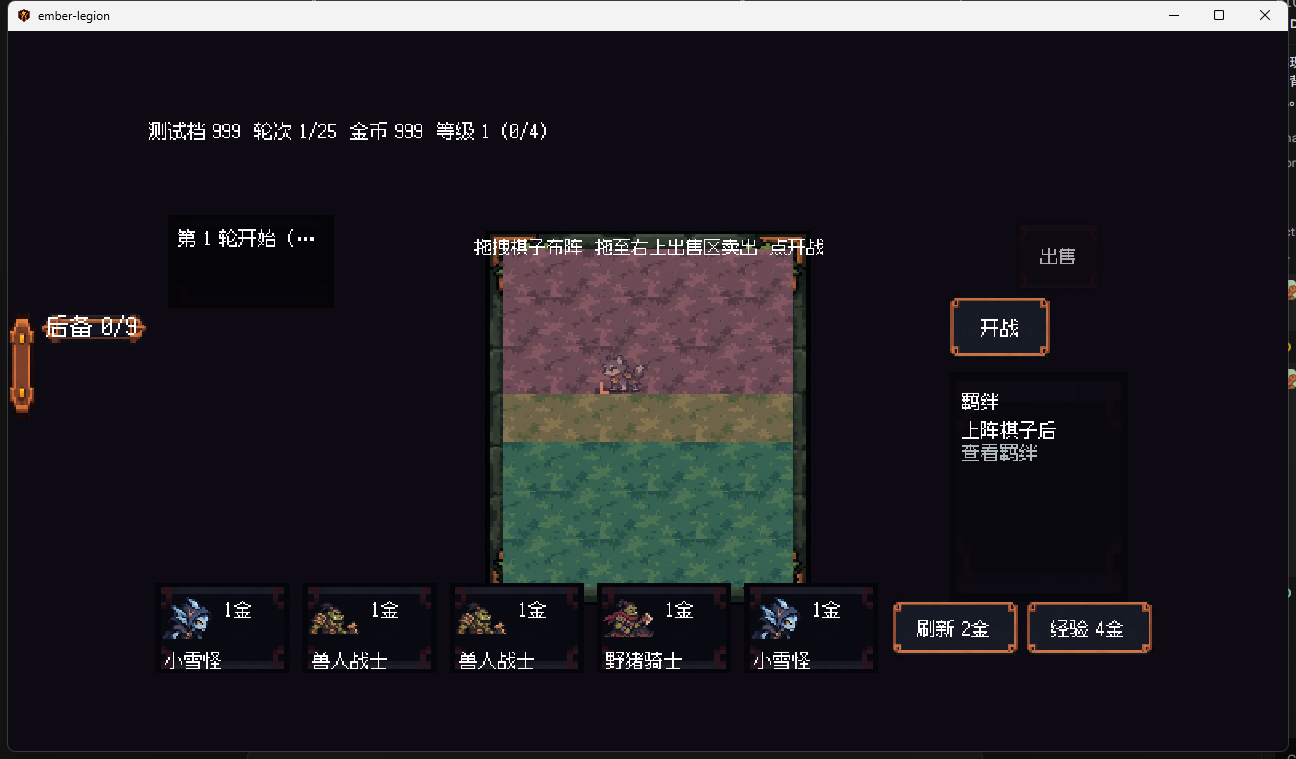 ember-legion
测试档 999 轮次 1/25 金币 999 等级 1 (0/4)
第 1 轮开始（…
拖拽棋子布阵 拖至右上出售区卖出 点开战
出售
后备 0/9
开战
羁绊
上阵棋子后
查看羁绊
1金
小雪怪
1金
兽人战士
1金
兽人战士
1金
野猪骑士
1金
小雪怪
刷新 2金
经验 4金